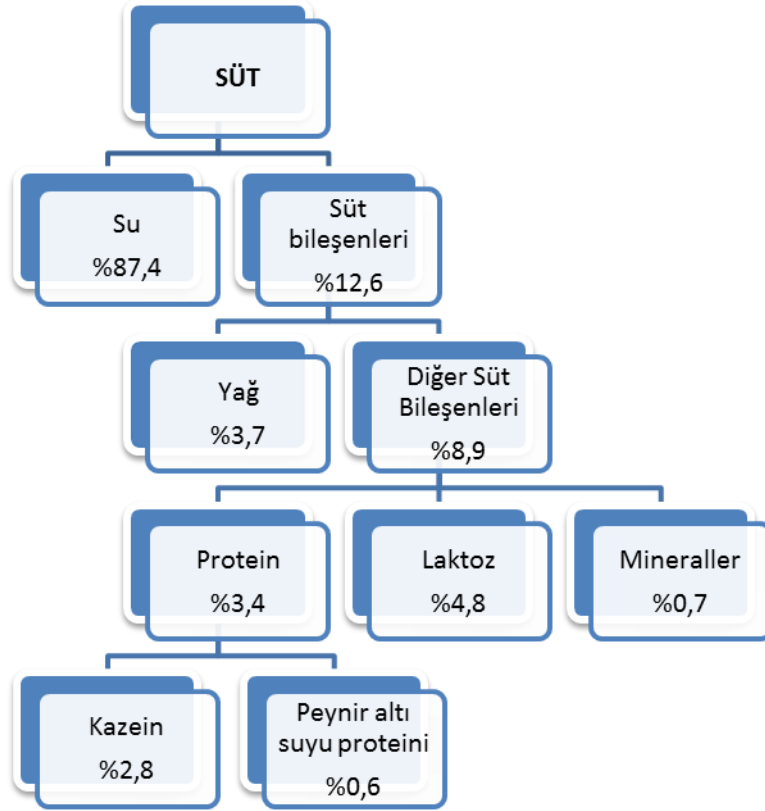 SÜT
Su
%87,4
Süt
bileşenleri
%12,6
Yağ
%3,7
Diğer Süt
Bileşenleri
%8,9
Protein
%3,4
Laktoz
%4,8
Mineraller
%0,7
Kazein
%2,8
Peynir altı
suyu proteini
%0,6